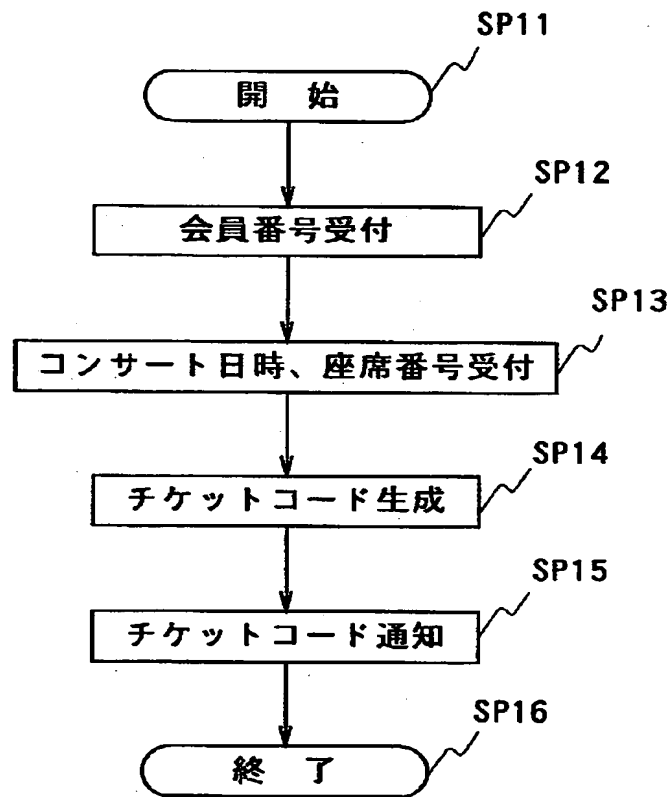 SP11
開 始
SP12
会員番号受付
SP13
コンサート日時、座席番号受付
SP14
チケットコード生成
SP15
チケットコード通知
SP16
終 了